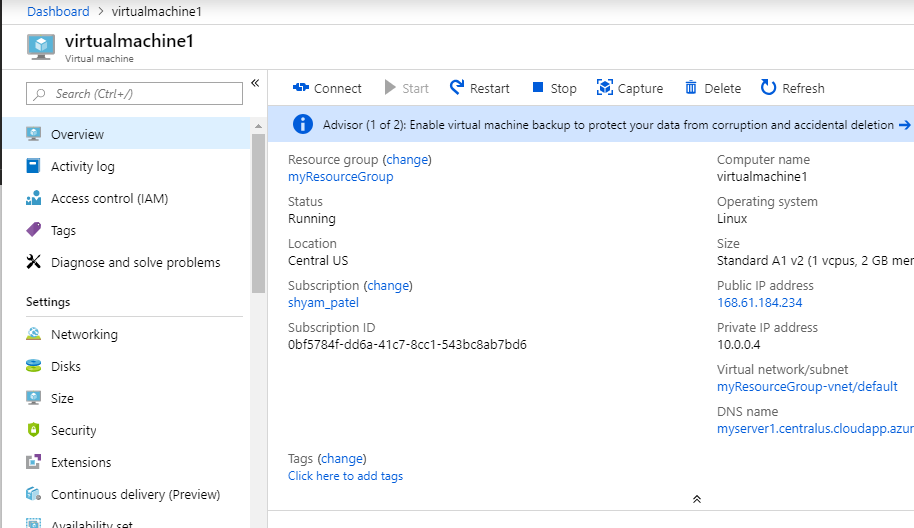 Dashboard > virtualmachine1
virtualmachine1
Virtual machine
Search (Ctrl+/)
«
Overview
Activity log
Access control (IAM)
Tags
Diagnose and solve problems
Settings
Networking
Disks
Size
Security
Extensions
Continuous delivery (Preview)
Availability set
Connect Start Restart Stop Capture Delete Refresh
Advisor (1 of 2): Enable virtual machine backup to protect your data from corruption and accidental deletion →
Resource group (change)
myResourceGroup
Status
Running
Location
Central US
Subscription (change)
shyam_patel
Subscription ID
0bf5784f-dd6a-41c7-8cc1-543bc8ab7bd6
Computer name
virtualmachine1
Operating system
Linux
Size
Standard A1 v2 (1 vcpus, 2 GB mer
Public IP address
168.61.184.234
Private IP address
10.0.0.4
Virtual network/subnet
myResourceGroup-vnet/default
DNS name
myserver1.centralus.cloudapp.azur
Tags (change)
Click here to add tags